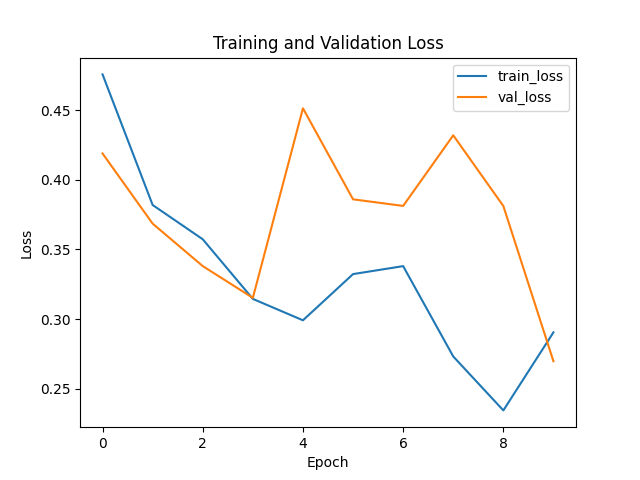 Training and Validation Loss
train_loss
val_loss
0.45
0.40
0.35
0.30
0.25
Loss
0 2 4 6 8
Epoch